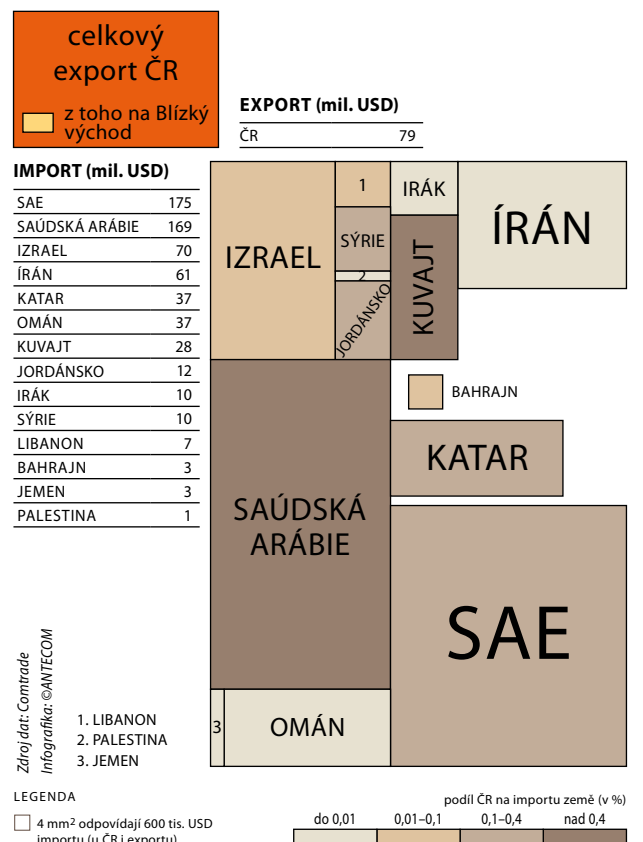 celkový
export ČR
z toho na Blízký
východ
EXPORT (mil. USD)
ČR 79
IMPORT (mil. USD)
SAE 175
SAÚDSKÁ ARÁBIE 169
IZRAEL 70
ÍRÁN 61
KATAR 37
OMÁN 37
KUVAJT 28
JORDÁNSKO 12
IRÁK 10
SÝRIE 10
LIBANON 7
BAHRAJN 3
JEMEN 3
PALESTINA 1
IZRAEL
1
SÝRIE
2
JORDÁNSKO
IRÁK
KUVAJT
ÍRÁN
BAHRAJN
KATAR
SAÚDSKÁ
ARÁBIE
SAE
3
OMÁN
Zdroj dat: Comtrade
Infografika: ©ANTECOM
1. LIBANON
2. PALESTINA
3. JEMEN
LEGENDA
4 mm² odpovídají 600 tis. USD
importu (u ČR i exportu)
podíl ČR na importu země (v %)
do 0,01 0,01–0,1 0,1–0,4 nad 0,4